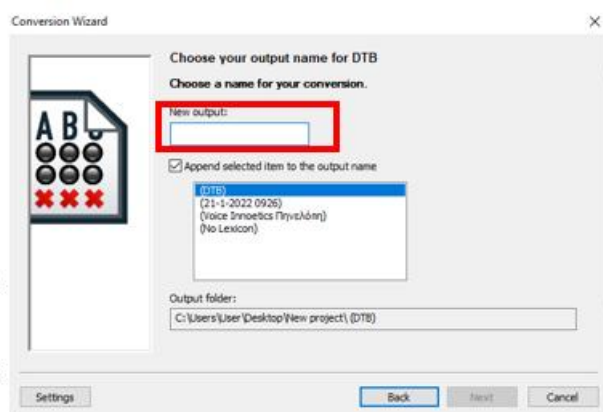 Conversion Wizard
Choose your output name for DTB
Choose a name for your conversion.
New output:
Append selected item to the output name
(DTB)
(21-1-2022 0926)
(Voice Innoetics Πηνελόπη)
(No Lexicon)
Output folder:
C:\Users\User\Desktop\New project\ (DTB)
Settings
Back
Next
Cancel